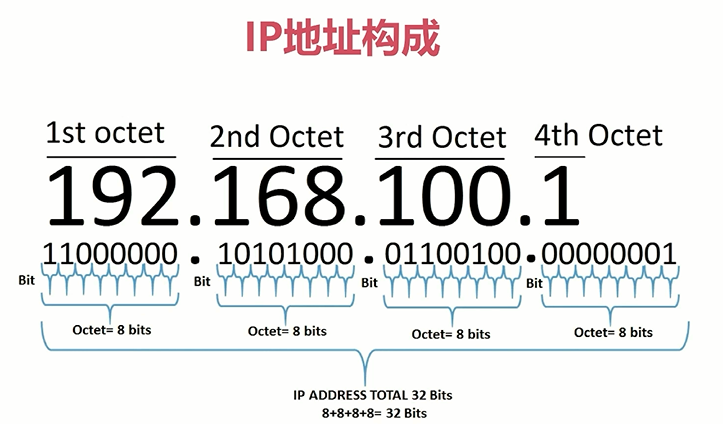 IP地址构成
1st octet 2nd Octet 3rd Octet 4th Octet
192.168.100.1
11000000.10101000.01100100.00000001
Bit Bit Bit Bit
Octet= 8 bits Octet= 8 bits Octet= 8 bits Octet= 8 bits
IP ADDRESS TOTAL 32 Bits
8+8+8+8= 32 Bits